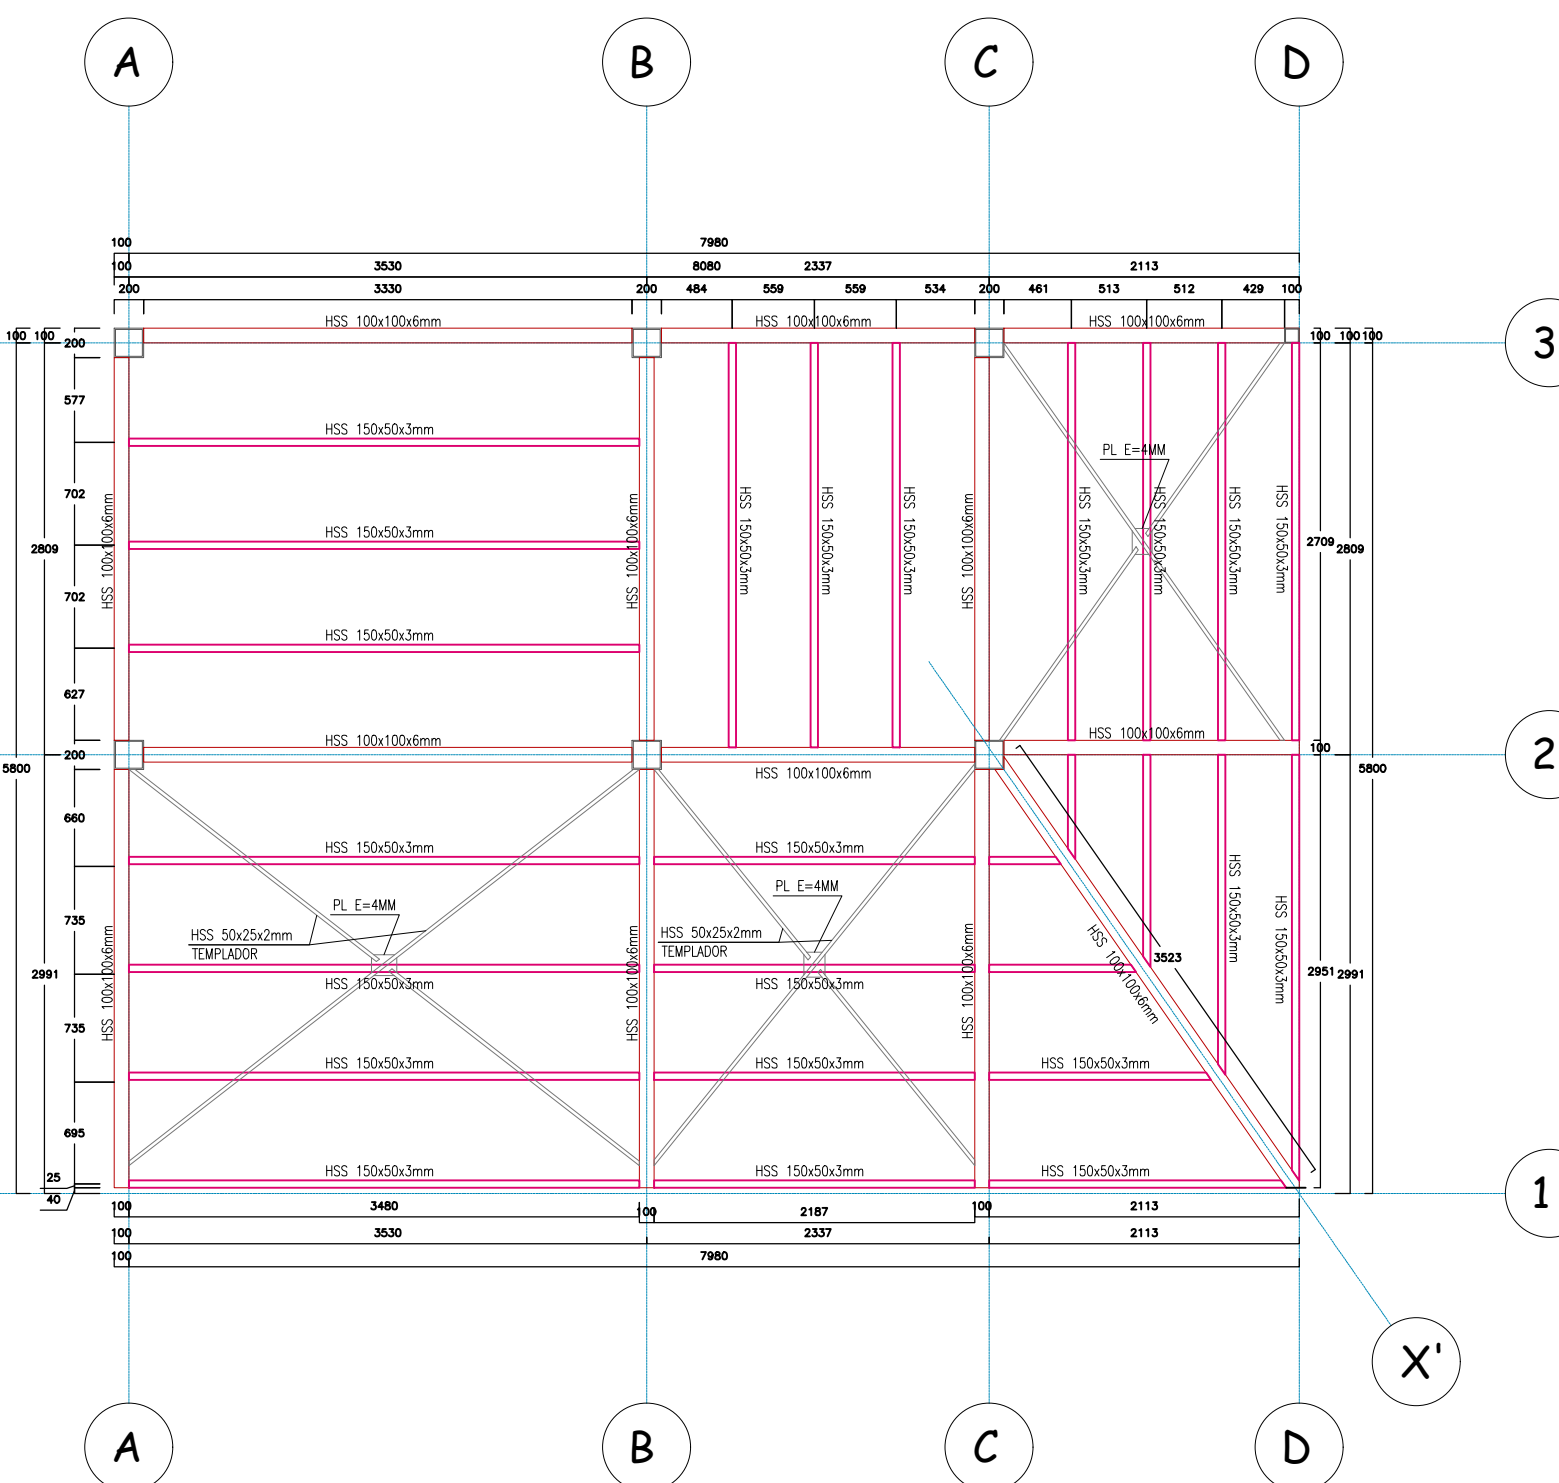 A
B
C
D
100
7980
100
3530
8080
2337
2113
200
3330
200
484
559
559
534
200
461
513
512
429
100
HSS 100x100x6mm
HSS 100x100x6mm
HSS 100x100x6mm
100
100
200
100
100
100
3
577
HSS 150x50x3mm
PL E=4MM
702
HSS 100x100x6mm
HSS 100x100x6mm
HSS 150x50x3mm
HSS 150x50x3mm
HSS 150x50x3mm
HSS 100x100x6mm
HSS 150x50x3mm
HSS 150x50x3mm
HSS 150x50x3mm
HSS 150x50x3mm
HSS 150x50x3mm
2809
2709
2809
702
HSS 150x50x3mm
627
HSS 100x100x6mm
HSS 100x100x6mm
200
100
2
5800
HSS 100x100x6mm
5800
660
HSS 150x50x3mm
HSS 150x50x3mm
PL E=4MM
PL E=4MM
735
HSS 50x25x2mm
TEMPLADOR
HSS 50x25x2mm
TEMPLADOR
HSS 100x100x6mm
HSS 100x100x6mm
HSS 100x100x6mm
HSS 100x100x6mm
3523
HSS 150x50x3mm
HSS 150x50x3mm
2991
2951
2991
HSS 150x50x3mm
HSS 150x50x3mm
735
HSS 150x50x3mm
HSS 150x50x3mm
HSS 150x50x3mm
695
HSS 150x50x3mm
HSS 150x50x3mm
HSS 150x50x3mm
25
40
1
100
3480
100
2187
100
2113
100
3530
2337
2113
100
7980
X'
A
B
C
D